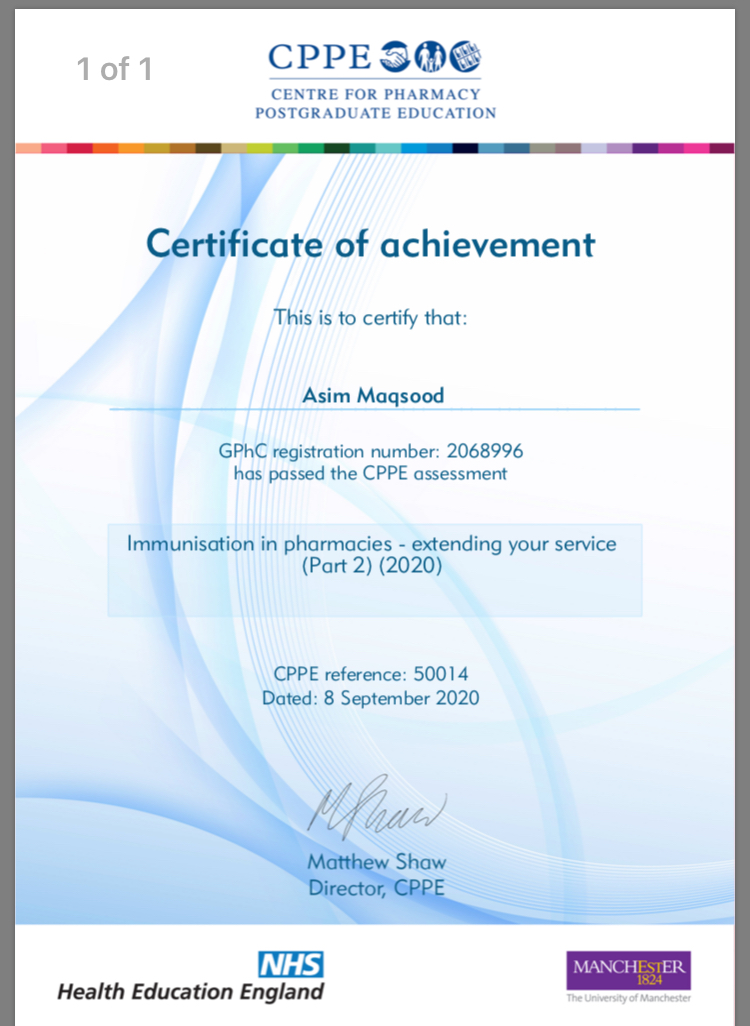 1 of 1
CPPE
CENTRE FOR PHARMACY
POSTGRADUATE EDUCATION
Certificate of achievement
This is to certify that:
Asim Maqsood
GPhC registration number: 2068996
has passed the CPPE assessment
Immunisation in pharmacies - extending your service
(Part 2) (2020)
CPPE reference: 50014
Dated: 8 September 2020
M Shaw
Matthew Shaw
Director, CPPE
NHS
Health Education England
MANCHESTER
1824
The University of Manchester